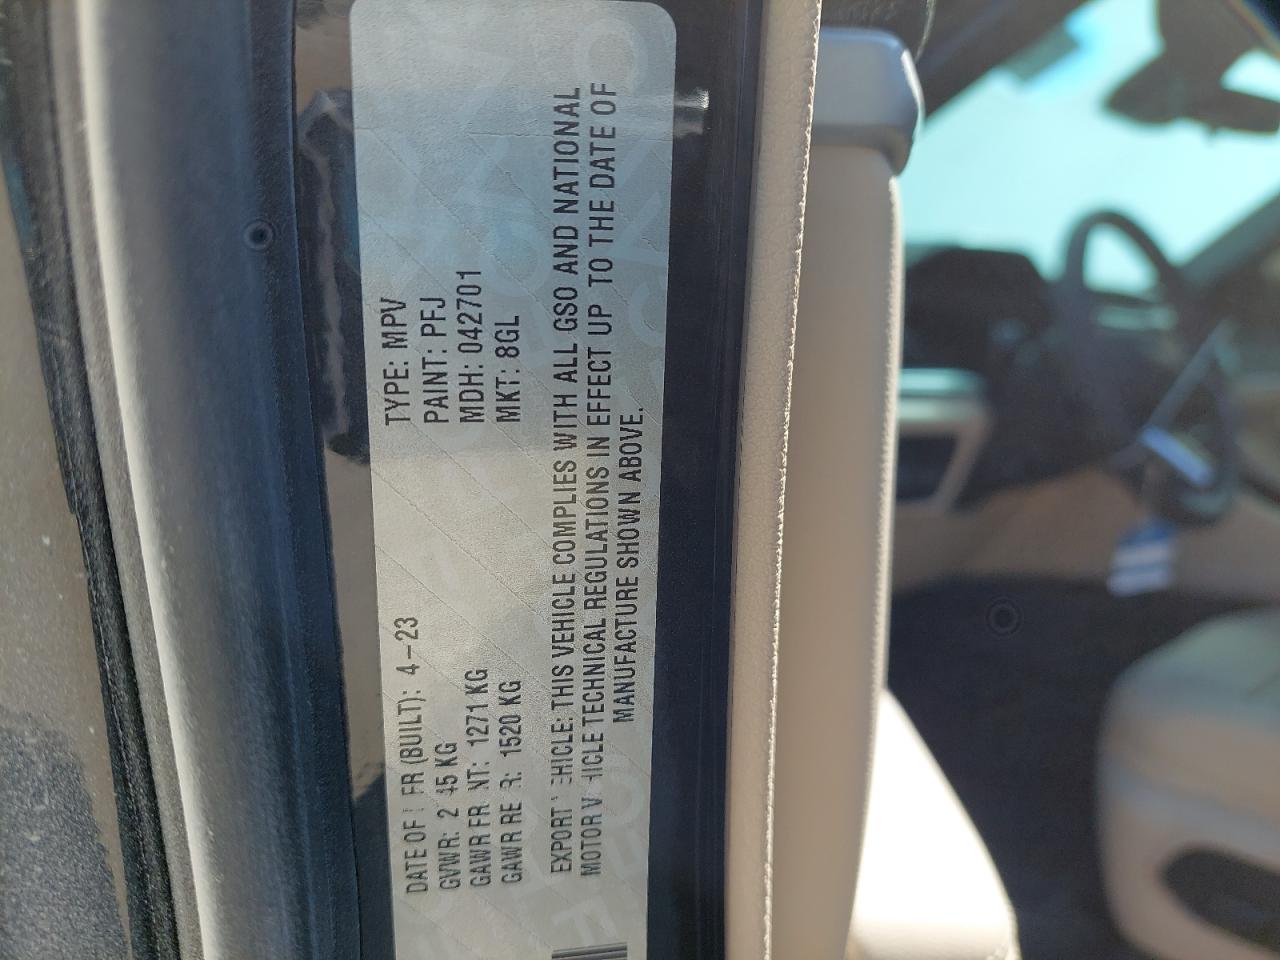 DATE OF FR (BUILT): 4-23 TYPE: MPV
GVWR: 2 45 KG PAINT: PFJ
GAWR FR NT: 1271 KG MDH: 042701
GAWR RE R: 1520 KG MKT: 8GL
EXPORT EHICLE: THIS VEHICLE COMPLIES WITH ALL GSO AND NATIONAL
MOTOR V HICLE TECHNICAL REGULATIONS IN EFFECT UP TO THE DATE OF
MANUFACTURE SHOWN ABOVE.